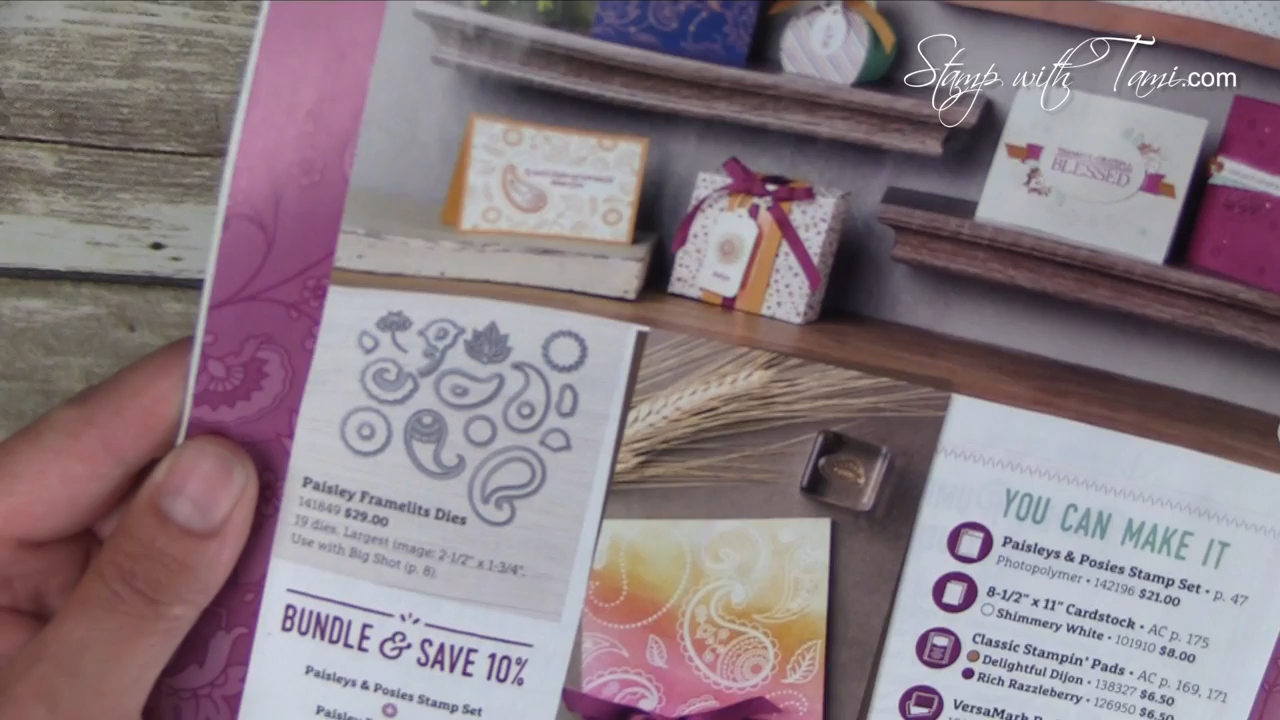 Stamp with Tami.com
BLESSED
Paisley Framelits Dies
141849 $29.00
19 dies. Largest image: 2-1/2" x 1-3/4".
Use with Big Shot (p. 8).
BUNDLE & SAVE 10%
Paisleys & Posies Stamp Set
YOU CAN MAKE IT
Paisleys & Posies Stamp Set • p. 47
Photopolymer • 142196 $21.00
8-1/2" x 11" Cardstock • AC p. 175
Shimmery White • 101910 $8.00
Classic Stampin' Pads • AC p. 169, 171
Delightful Dijon • 138327 $6.50
Rich Razzleberry • 126950 $6.50
VersaMark